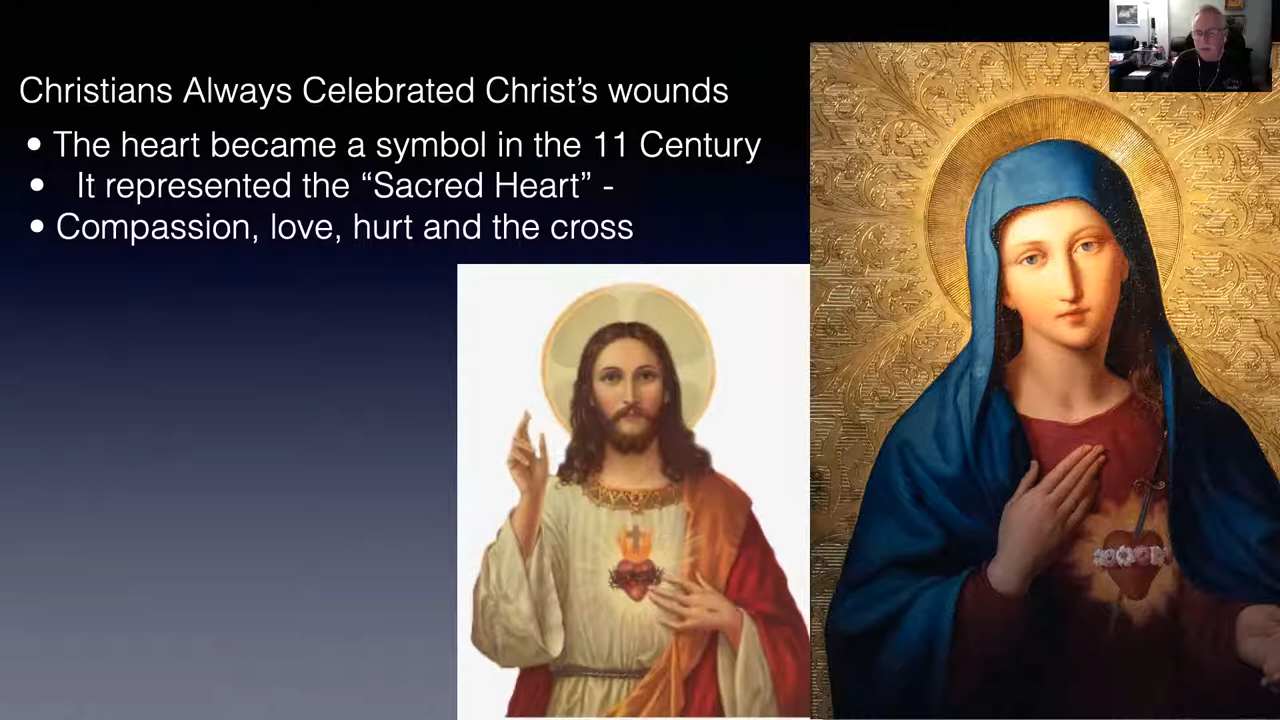 Christians Always Celebrated Christ’s wounds
• The heart became a symbol in the 11 Century
• It represented the “Sacred Heart” -
• Compassion, love, hurt and the cross